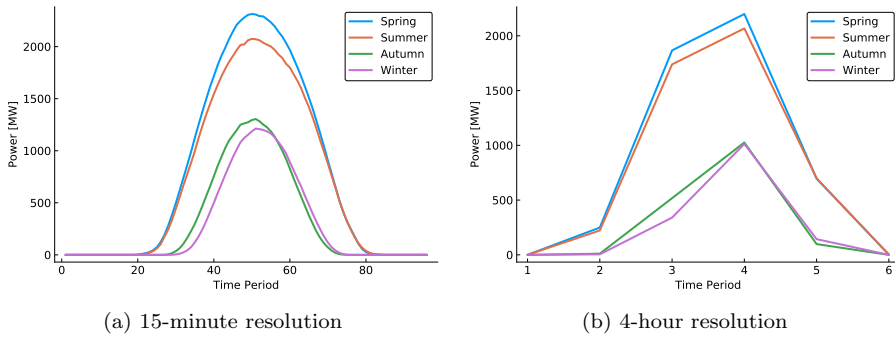 Power [MW]
2000
1500
1000
500
0
0
20
40
60
80
Time Period
Spring
Summer
Autumn
Winter
(a) 15-minute resolution
Power [MW]
2000
1500
1000
500
0
1
2
3
4
5
6
Time Period
Spring
Summer
Autumn
Winter
(b) 4-hour resolution